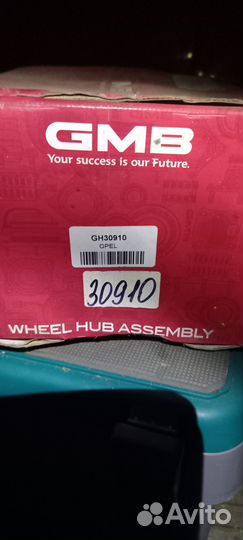 GMB
Your success is our Future.
GH30910
OPEL
30910
WHEEL HUB ASSEMBLY
Avito